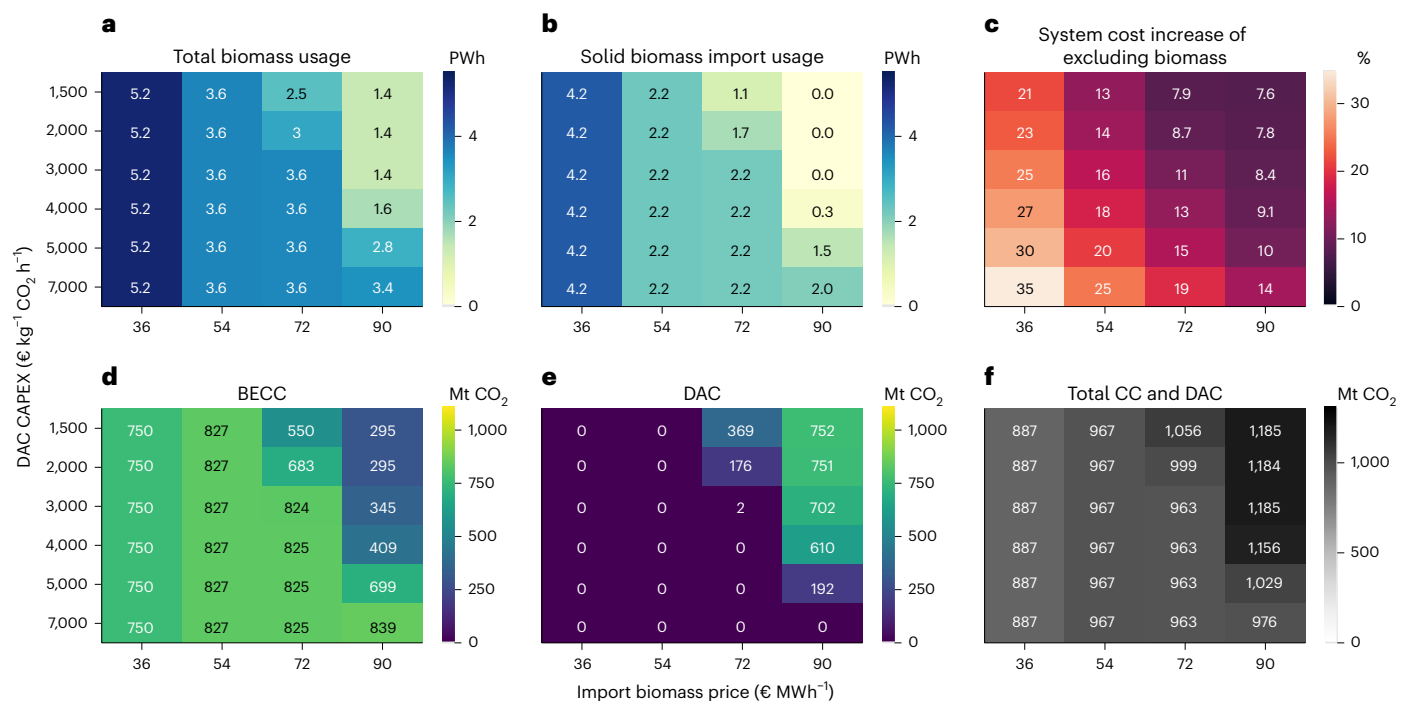 a
Total biomass usage
PWh
1,500 5.2 3.6 2.5 1.4
2,000 5.2 3.6 3 1.4
3,000 5.2 3.6 3.6 1.4
4,000 5.2 3.6 3.6 1.6
5,000 5.2 3.6 3.6 2.8
7,000 5.2 3.6 3.6 3.4
36 54 72 90
4
2
0
b
Solid biomass import usage
PWh
4.2 2.2 1.1 0.0
4.2 2.2 1.7 0.0
4.2 2.2 2.2 0.0
4.2 2.2 2.2 0.3
4.2 2.2 2.2 1.5
4.2 2.2 2.2 2.0
36 54 72 90
4
2
0
c
System cost increase of
excluding biomass
%
21 13 7.9 7.6
23 14 8.7 7.8
25 16 11 8.4
27 18 13 9.1
30 20 15 10
35 25 19 14
36 54 72 90
30
20
10
0
DAC CAPEX (€ kg⁻¹ CO₂ h⁻¹)
d
BECC
Mt CO₂
1,500 750 827 550 295
2,000 750 827 683 295
3,000 750 827 824 345
4,000 750 827 825 409
5,000 750 827 825 699
7,000 750 827 825 839
36 54 72 90
1,000
750
500
250
0
e
DAC
Mt CO₂
0 0 369 752
0 0 176 751
0 0 2 702
0 0 0 610
0 0 0 192
0 0 0 0
36 54 72 90
1,000
750
500
250
0
f
Total CC and DAC
Mt CO₂
887 967 1,056 1,185
887 967 999 1,184
887 967 963 1,185
887 967 963 1,156
887 967 963 1,029
887 967 963 976
36 54 72 90
1,000
500
0
Import biomass price (€ MWh⁻¹)